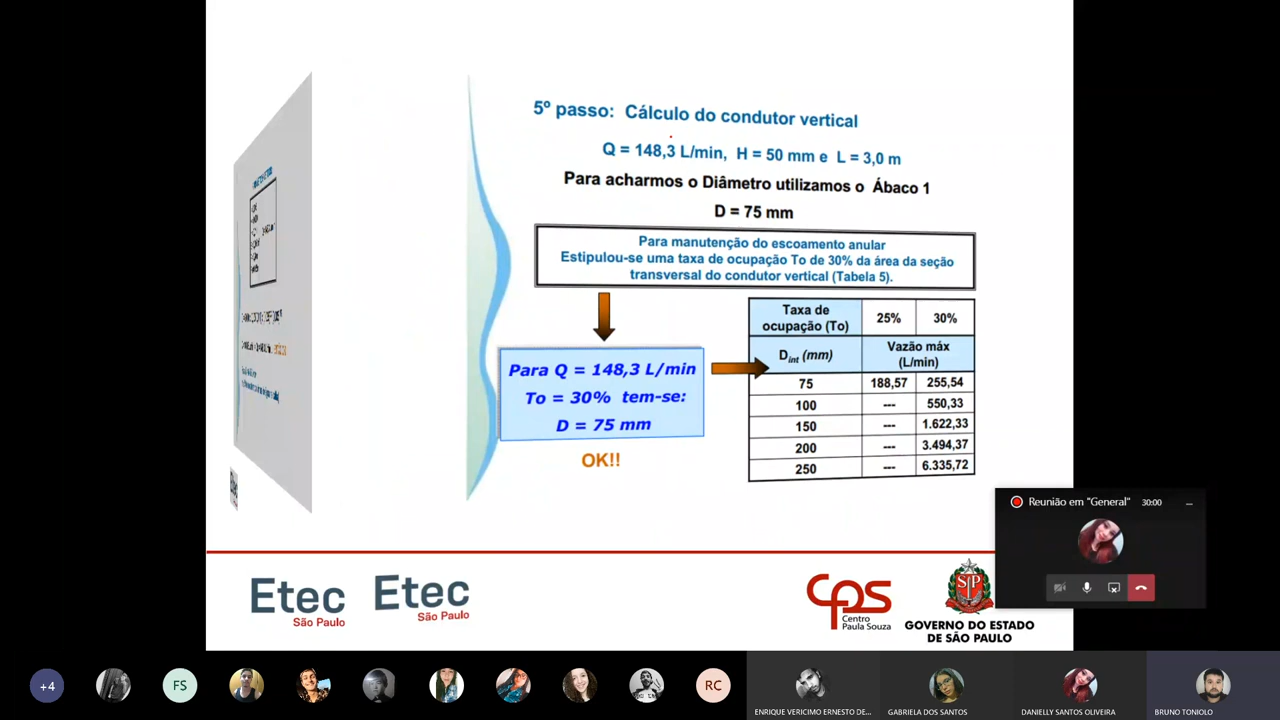 5º passo: Cálculo do condutor vertical
Q = 148,3 L/min, H = 50 mm e L = 3,0 m
Para acharmos o Diâmetro utilizamos o Ábaco 1
D = 75 mm
Para manutenção do escoamento anular
Estipulou-se uma taxa de ocupação To de 30% da área da seção
transversal do condutor vertical (Tabela 5).
Para Q = 148,3 L/min
To = 30% tem-se:
D = 75 mm
OK!!
Taxa de ocupação (To) 25% 30%
Dint (mm) Vazão máx (L/min)
75 188,57 255,54
100 --- 550,33
150 --- 1.622,33
200 --- 3.494,37
250 --- 6.335,72
Reunião em "General" 30:00
Etec
São Paulo
Etec
São Paulo
cps
Centro
Paula Souza
SP
GOVERNO DO ESTADO
DE SÃO PAULO
+4
FS
RC
ENRIQUE VERICIMO ERNESTO DE...
GABRIELA DOS SANTOS
DANIELLY SANTOS OLIVEIRA
BRUNO TONIOLO